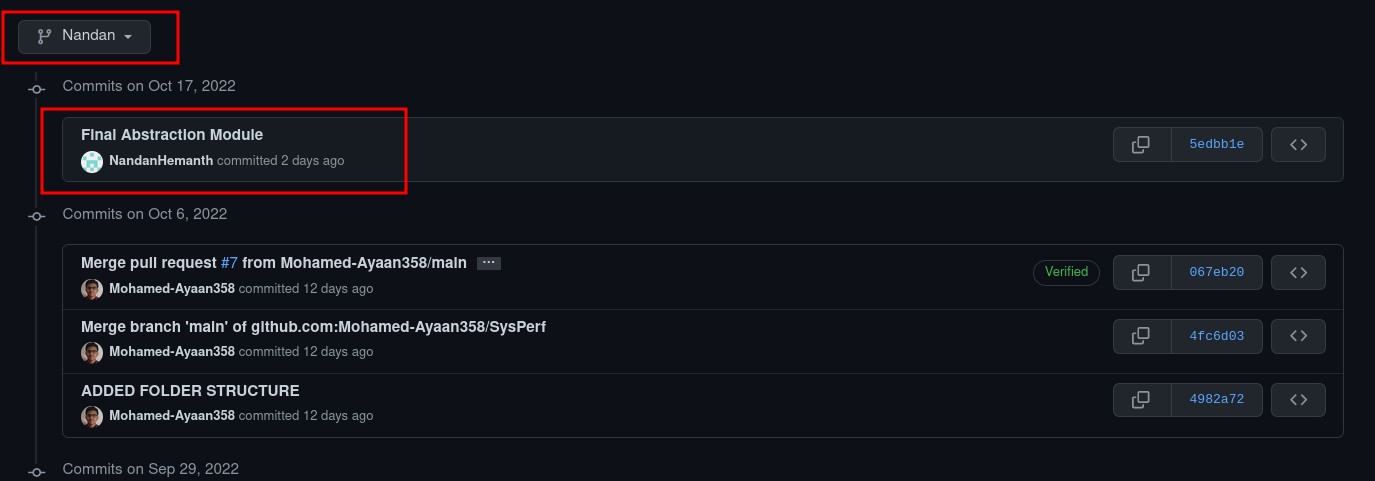 Nandan
Commits on Oct 17, 2022
Final Abstraction Module
NandanHemanth committed 2 days ago
5edbb1e
Commits on Oct 6, 2022
Merge pull request #7 from Mohamed-Ayaan358/main ...
Mohamed-Ayaan358 committed 12 days ago
Verified
067eb20
Merge branch 'main' of github.com:Mohamed-Ayaan358/SysPerf
Mohamed-Ayaan358 committed 12 days ago
4fc6d03
ADDED FOLDER STRUCTURE
Mohamed-Ayaan358 committed 12 days ago
4982a72
Commits on Sep 29, 2022